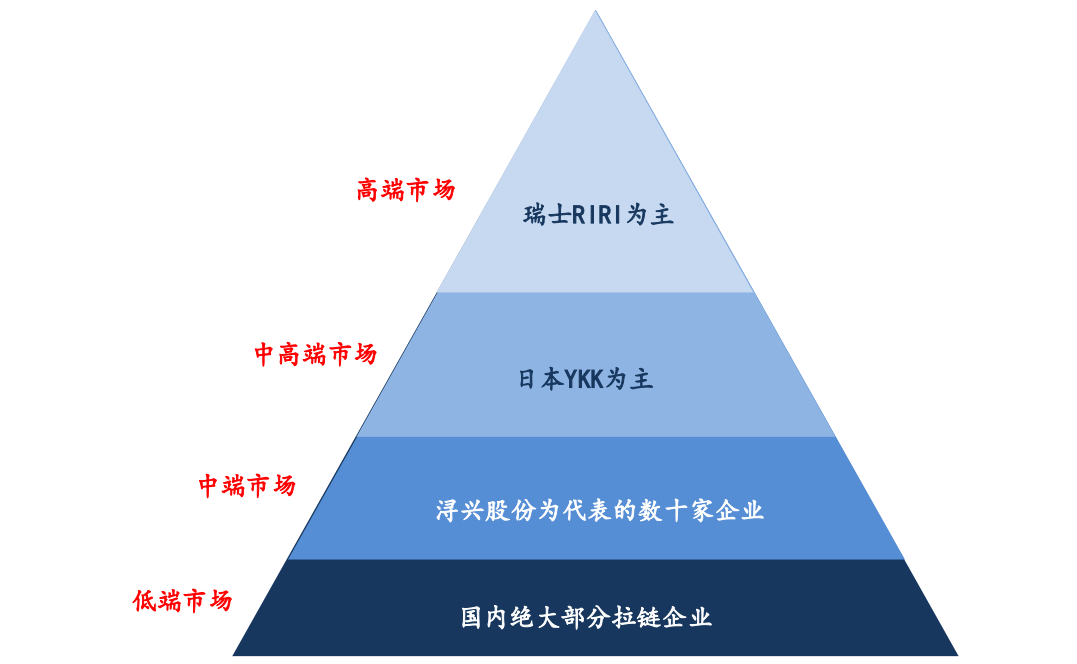 高端市场
瑞士RIRI为主
中高端市场
日本YKK为主
中端市场
浔兴股份为代表的数十家企业
低端市场
国内绝大部分拉链企业